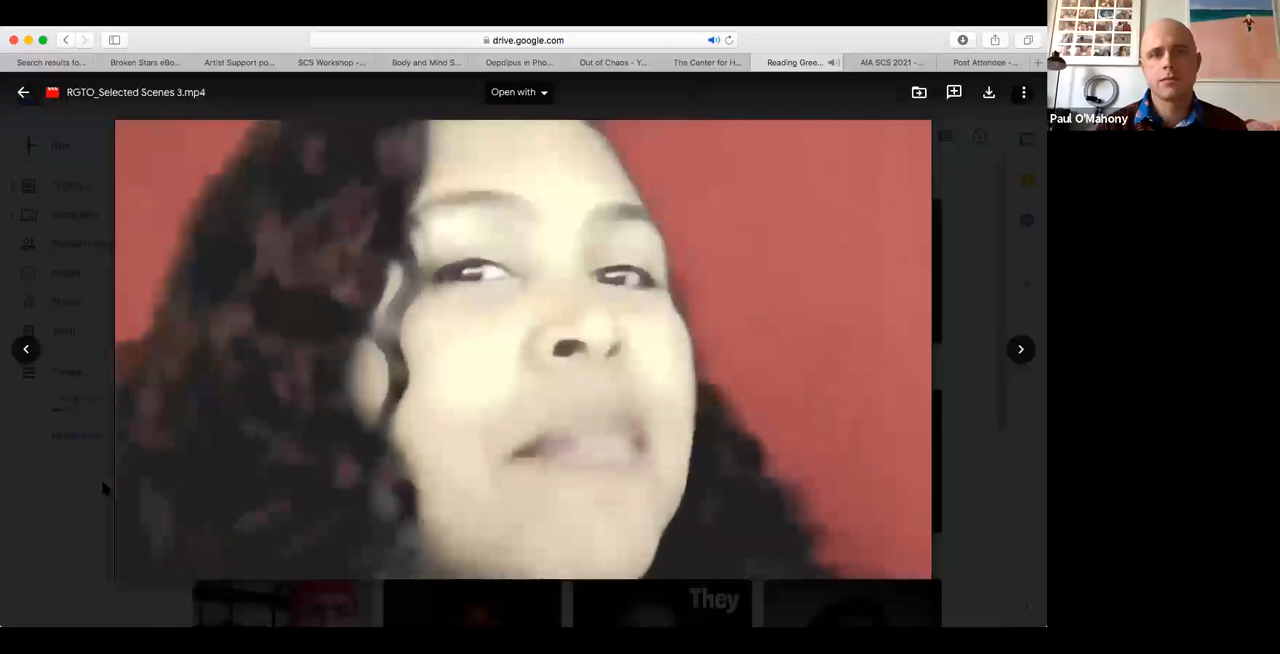 drive.google.com
Search results fo...
Broken Stars eBo...
Artist Support po...
SCS Workshop -...
Body and Mind S...
Oepdipus in Pho...
Out of Chaos - Y...
The Center for H...
Reading Gree...
AIA SCS 2021 -...
Post Attendee -...
RGTO_Selected Scenes 3.mp4
Open with
Paul O'Mahony
They